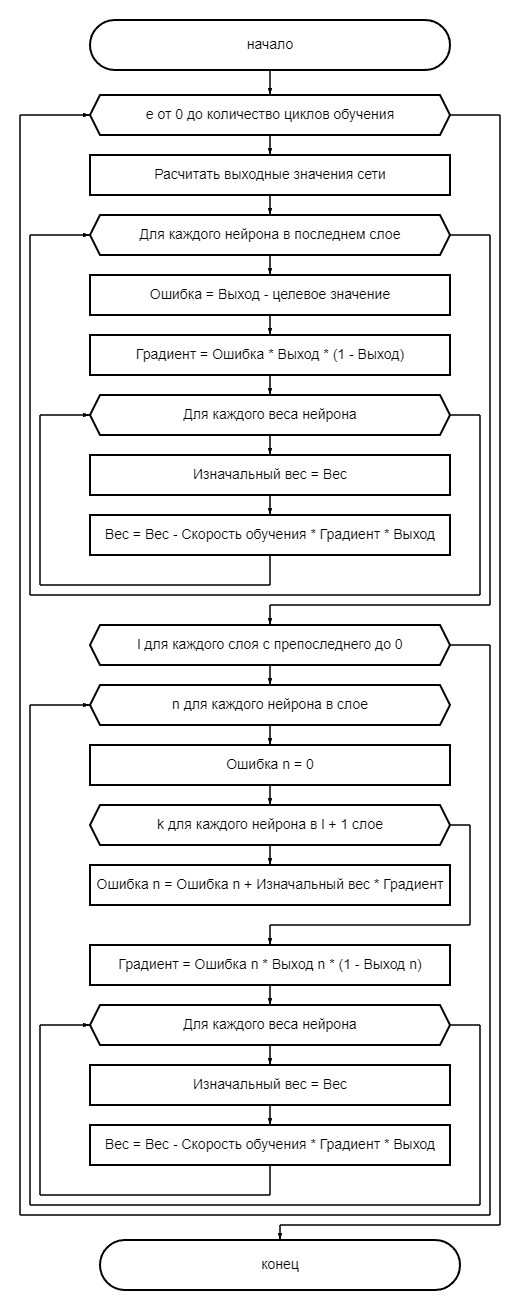 начало
е от 0 до количество циклов обучения
Расчитать выходные значения сети
Для каждого нейрона в последнем слое
Ошибка = Выход - целевое значение
Градиент = Ошибка * Выход * (1 - Выход)
Для каждого веса нейрона
Изначальный вес = Вес
Вес = Вес - Скорость обучения * Градиент * Выход
l для каждого слоя с препоследнего до 0
n для каждого нейрона в слое
Ошибка n = 0
k для каждого нейрона в l + 1 слое
Ошибка n = Ошибка n + Изначальный вес * Градиент
Градиент = Ошибка n * Выход n * (1 - Выход n)
Для каждого веса нейрона
Изначальный вес = Вес
Вес = Вес - Скорость обучения * Градиент * Выход
конец